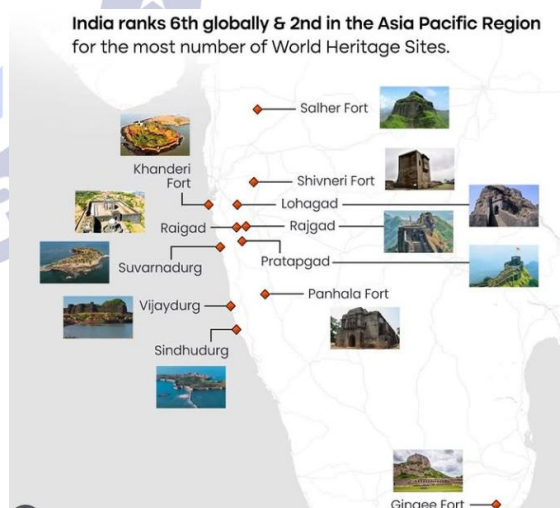 India ranks 6th globally & 2nd in the Asia Pacific Region
for the most number of World Heritage Sites.
Salher Fort
Khanderi
Fort
Shivneri Fort
Lohagad
Raigad
Rajgad
Suvarnadurg
Pratapgad
Panhala Fort
Vijaydurg
Sindhudurg
Gingee Fort